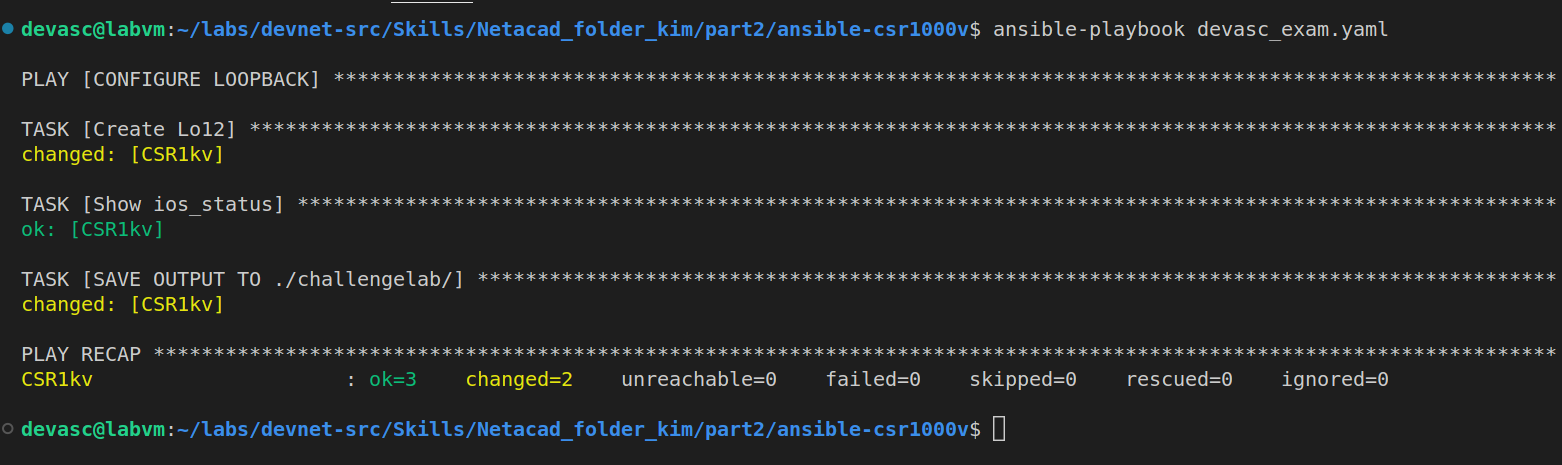 devasc@labvm:~/labs/devnet-src/Skills/Netacad_folder_kim/part2/ansible-csr1000v$ ansible-playbook devasc_exam.yaml
PLAY [CONFIGURE LOOPBACK] ******************************************************************************************************
TASK [Create Lo12] *************************************************************************************************************
changed: [CSR1kv]
TASK [Show ios_status] *********************************************************************************************************
ok: [CSR1kv]
TASK [SAVE OUTPUT TO ./challengelab/] ******************************************************************************************
changed: [CSR1kv]
PLAY RECAP *********************************************************************************************************************
CSR1kv                     : ok=3    changed=2    unreachable=0    failed=0    skipped=0    rescued=0    ignored=0
devasc@labvm:~/labs/devnet-src/Skills/Netacad_folder_kim/part2/ansible-csr1000v$